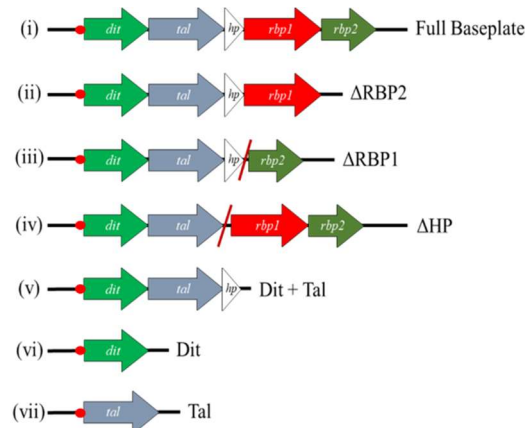 (i) dit tal hp rbp1 rbp2 Full Baseplate
(ii) dit tal hp rbp1 ΔRBP2
(iii) dit tal hp rbp2 ΔRBP1
(iv) dit tal rbp1 rbp2 ΔHP
(v) dit tal hp Dit + Tal
(vi) dit Dit
(vii) tal Tal